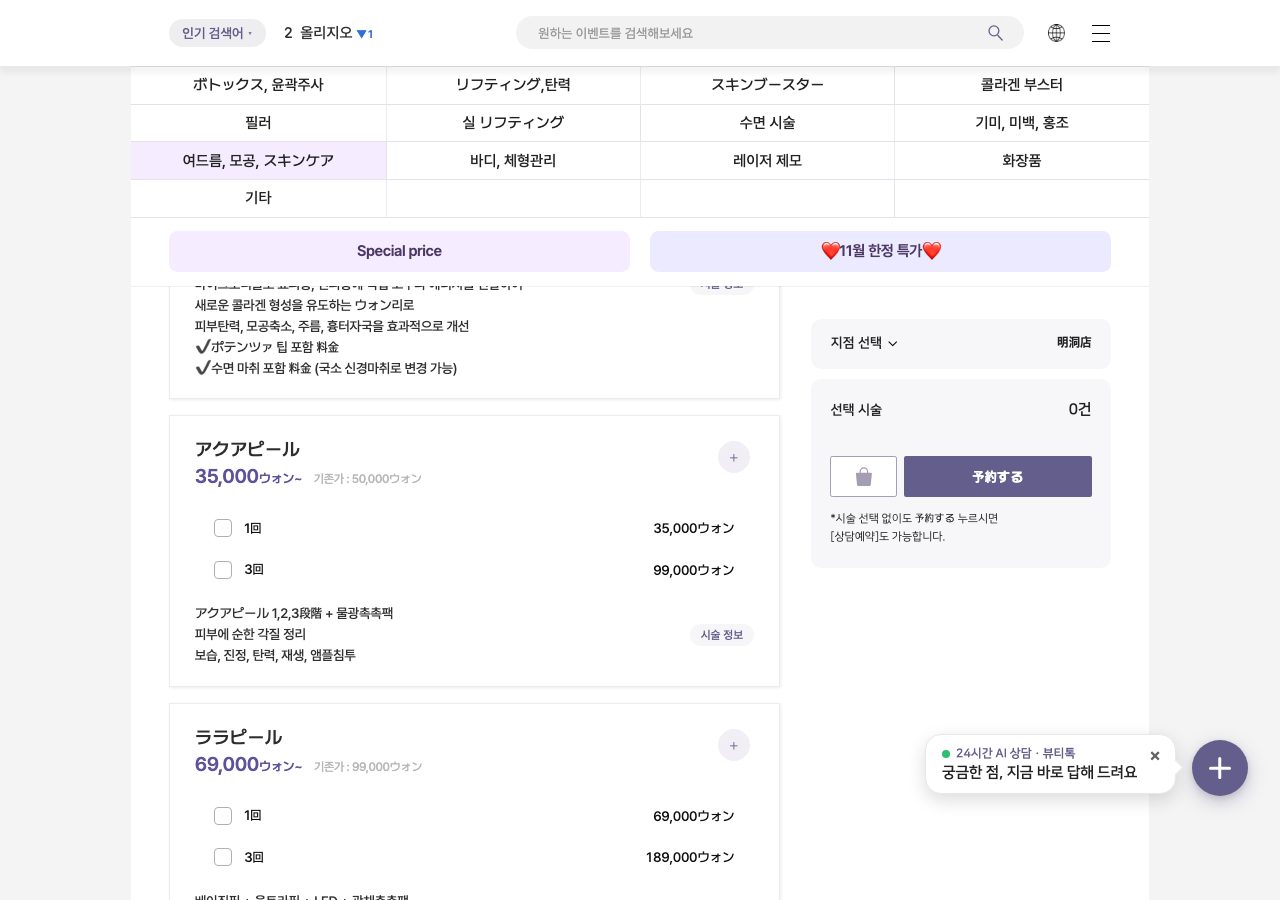 인기 검색어
2 올리지오 ▼1
원하는 이벤트를 검색해보세요
ボトックス, 윤곽주사
リフティング,탄력
スキンブースター
콜라겐 부스터
필러
실 リフティング
수면 시술
기미, 미백, 홍조
여드름, 모공, スキンケア
바디, 체형관리
레이저 제모
화장품
기타
Special price
❤️11월 한정 특가❤️
새로운 콜라겐 형성을 유도하는 ウォン리로
피부탄력, 모공축소, 주름, 흉터자국을 효과적으로 개선
✔️ポテンツァ 팁 포함 料金
✔️수면 마취 포함 料金 (국소 신경마취로 변경 가능)
アクアピール
+
35,000ウォン~ 기존가 : 50,000ウォン
1回 35,000ウォン
3回 99,000ウォン
アクアピール 1,2,3段階 + 물광촉촉팩
피부에 순한 각질 정리
시술 정보
보습, 진정, 탄력, 재생, 앰플침투
ララピール
+
69,000ウォン~ 기존가 : 99,000ウォン
1回 69,000ウォン
3回 189,000ウォン
지점 선택 明洞店
선택 시술 0건
予約する
*시술 선택 없이도 予約する 누르시면
[상담예약]도 가능합니다.
24시간 AI 상담 · 뷰티톡
궁금한 점, 지금 바로 답해 드려요